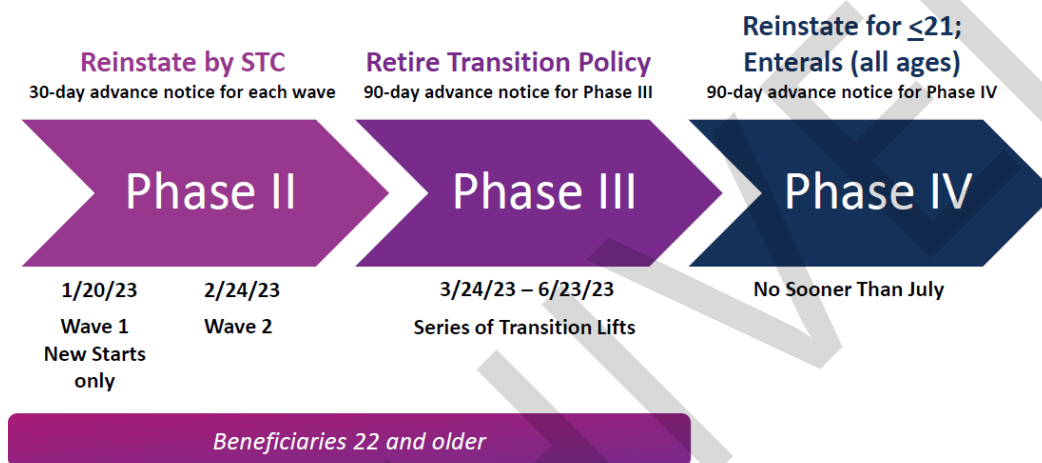 Reinstate by STC
30-day advance notice for each wave
Retire Transition Policy
90-day advance notice for Phase III
Reinstate for <21;
Enterals (all ages)
90-day advance notice for Phase IV
Phase II
Phase III
Phase IV
1/20/23
Wave 1
New Starts
only
2/24/23
Wave 2
3/24/23 – 6/23/23
Series of Transition Lifts
No Sooner Than July
Beneficiaries 22 and older